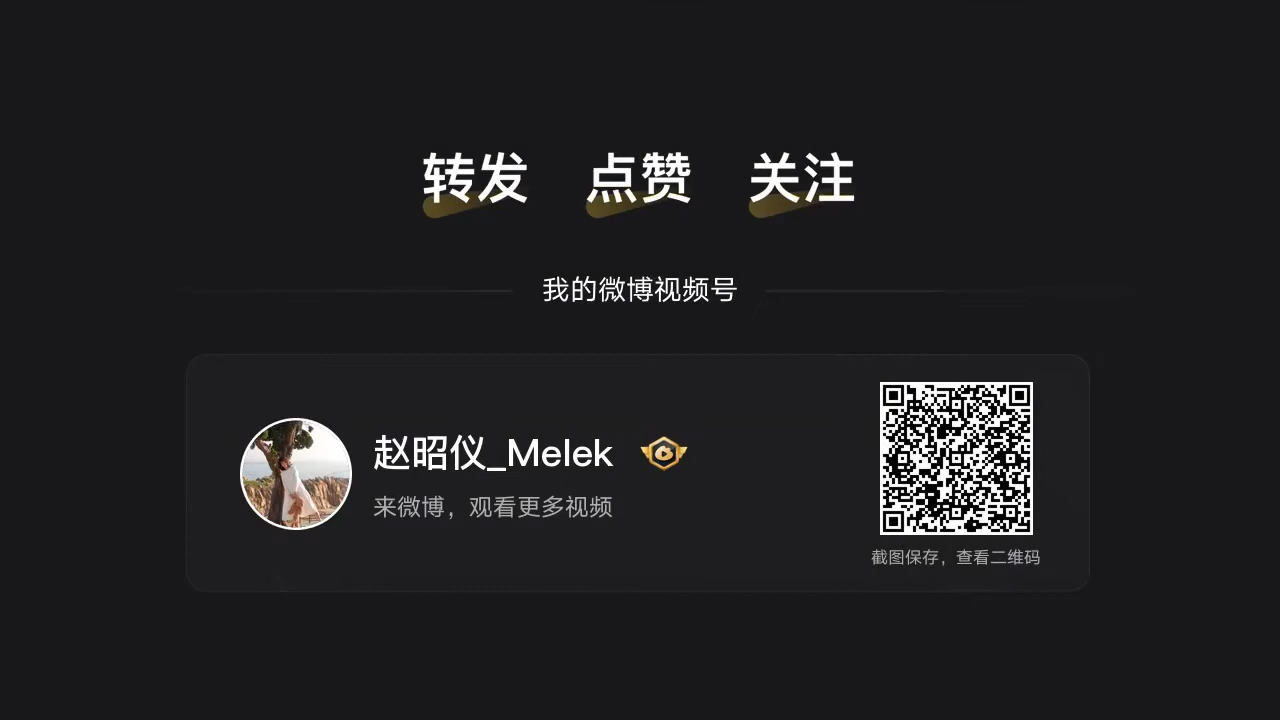 转发 点赞 关注
我的微博视频号
赵昭仪_Melek
来微博，观看更多视频
截图保存，查看二维码